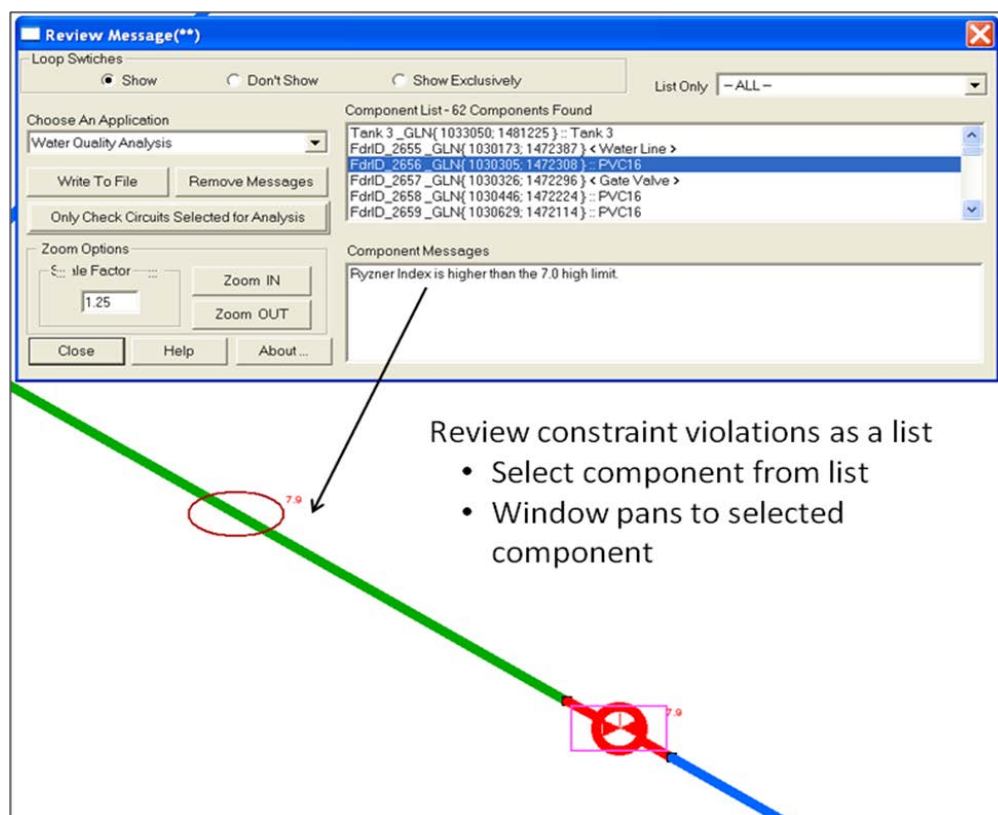 Review Message(**)
Loop Swtiches
Show Don't Show Show Exclusively
List Only -- ALL --
Choose An Application
Water Quality Analysis
Write To File Remove Messages
Only Check Circuits Selected for Analysis
Zoom Options
Factor
1.25
Zoom IN
Zoom OUT
Close Help About ...
Component List - 62 Components Found
Tank 3 _GLN{ 1033050; 1481225 } :: Tank 3
FdrID_2655 _GLN{ 1030173; 1472387 } < Water Line >
FdrID_2656 _GLN{ 1030305; 1472308 } :: PVC16
FdrID_2657 _GLN{ 1030326; 1472296 } < Gate Valve >
FdrID_2658 _GLN{ 1030446; 1472224 } :: PVC16
FdrID_2659 _GLN{ 1030629; 1472114 } :: PVC16
Component Messages
Ryzner Index is higher than the 7.0 high limit.
Review constraint violations as a list
• Select component from list
• Window pans to selected
component
7.9
7.9